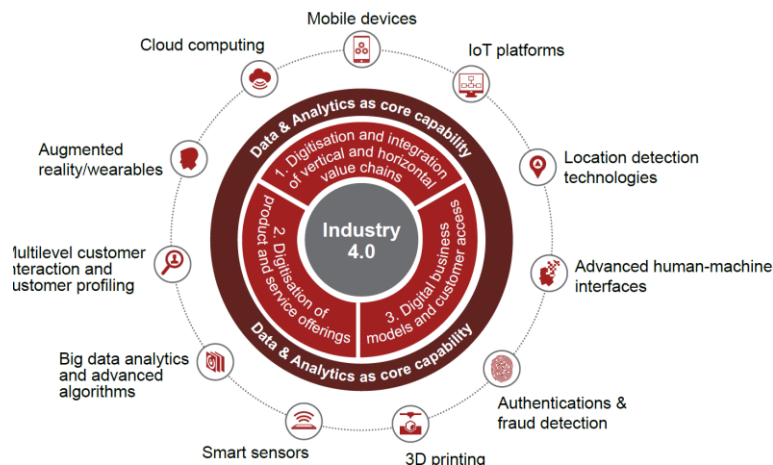 Mobile devices
Cloud computing
IoT platforms
Augmented
reality/wearables
Location detection
technologies
Multilevel customer
nteraction and
ustomer profiling
Advanced human-machine
interfaces
Big data analytics
and advanced
algorithms
Authentications &
fraud detection
Smart sensors
3D printing
Data & Analytics as core capability
1. Digitisation and integration
of vertical and horizontal
value chains
2. Digitisation of
product and service offerings
3. Digital business
models and customer access
Industry
4.0
Data & Analytics as core capability